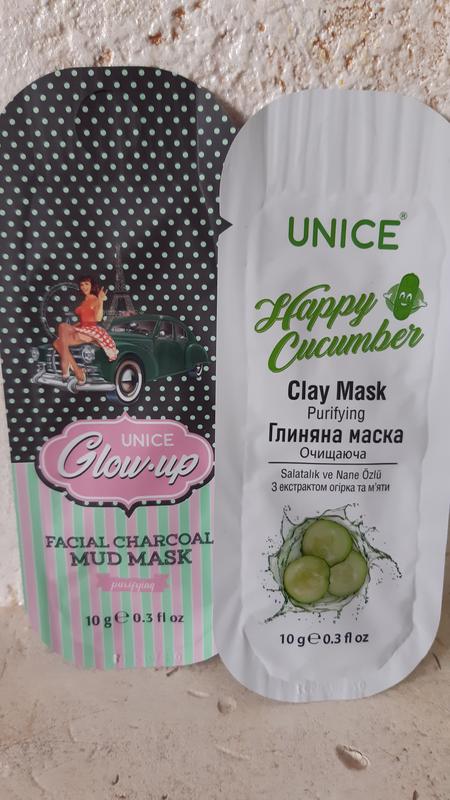 UNICE
Glow-up
FACIAL CHARCOAL
MUD MASK
purifying
10 g ℮ 0.3 fl oz
UNICE®
Happy
Cucumber
Clay Mask
Purifying
Глиняна маска
Очищаюча
Salatalık ve Nane Özlü
З екстрактом огірка та м'яти
10 g ℮ 0.3 fl oz